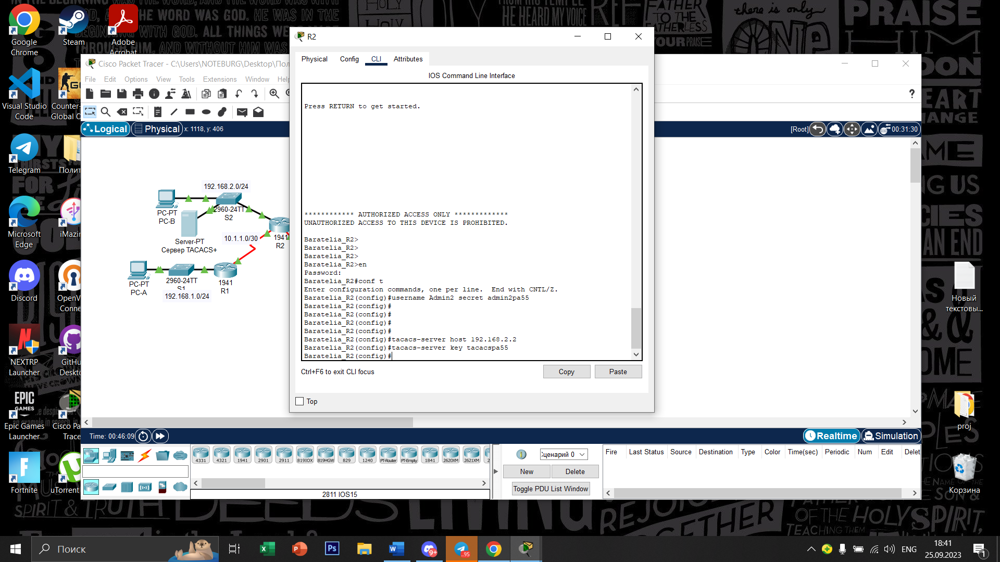 Google
Chrome
Steam
Adobe
Acrobat
Visual Studio
Code
Counter-
Global O
Telegram
Полит
Microsoft
Edge
iMazin
Discord
OpenV
Conne
NEXTRP
Launcher
GitHu
Deskto
Epic Games
Launcher
Cisco Pa
Trace
Fortnite
uTorrent
Cisco Packet Tracer - C:\Users\NOTEBURG\Desktop\Пол
File Edit Options View Tools Extensions Window Help
Logical
Physical
x: 1118, y: 406
[Root]
00:31:30
192.168.2.0/24
PC-PT
PC-B
2960-24TT
S2
Server-PT
Сервер TACACS+
10.1.1.0/30
1941
R2
PC-PT
PC-A
2960-24TT
S1
192.168.1.0/24
1941
R1
R2
Physical Config CLI Attributes
IOS Command Line Interface
Press RETURN to get started.
************ AUTHORIZED ACCESS ONLY *************
UNAUTHORIZED ACCESS TO THIS DEVICE IS PROHIBITED.
Baratelia_R2>
Baratelia_R2>
Baratelia_R2>
Baratelia_R2>en
Password:
Baratelia_R2#conf t
Enter configuration commands, one per line.  End with CNTL/Z.
Baratelia_R2(config)#username Admin2 secret admin2pa55
Baratelia_R2(config)#
Baratelia_R2(config)#
Baratelia_R2(config)#
Baratelia_R2(config)#
Baratelia_R2(config)#tacacs-server host 192.168.2.2
Baratelia_R2(config)#tacacs-server key tacacspa55
Baratelia_R2(config)#
Ctrl+F6 to exit CLI focus
Copy
Paste
Top
Time: 00:46:09
Realtime
Simulation
4331 4321 1941 2901 2911 819IOX 819HGW 829 1240 PT-Router PT-Empty 1841 2620XM 2621XM 2
2811 IOS15
Сценарий 0
New
Delete
Toggle PDU List Window
Fire Last Status Source Destination Type Color Time(sec) Periodic Num Edit Delet
Новый
текстовы...
proj
Корзина
Поиск
9+
..95
ENG
18:41
25.09.2023
1